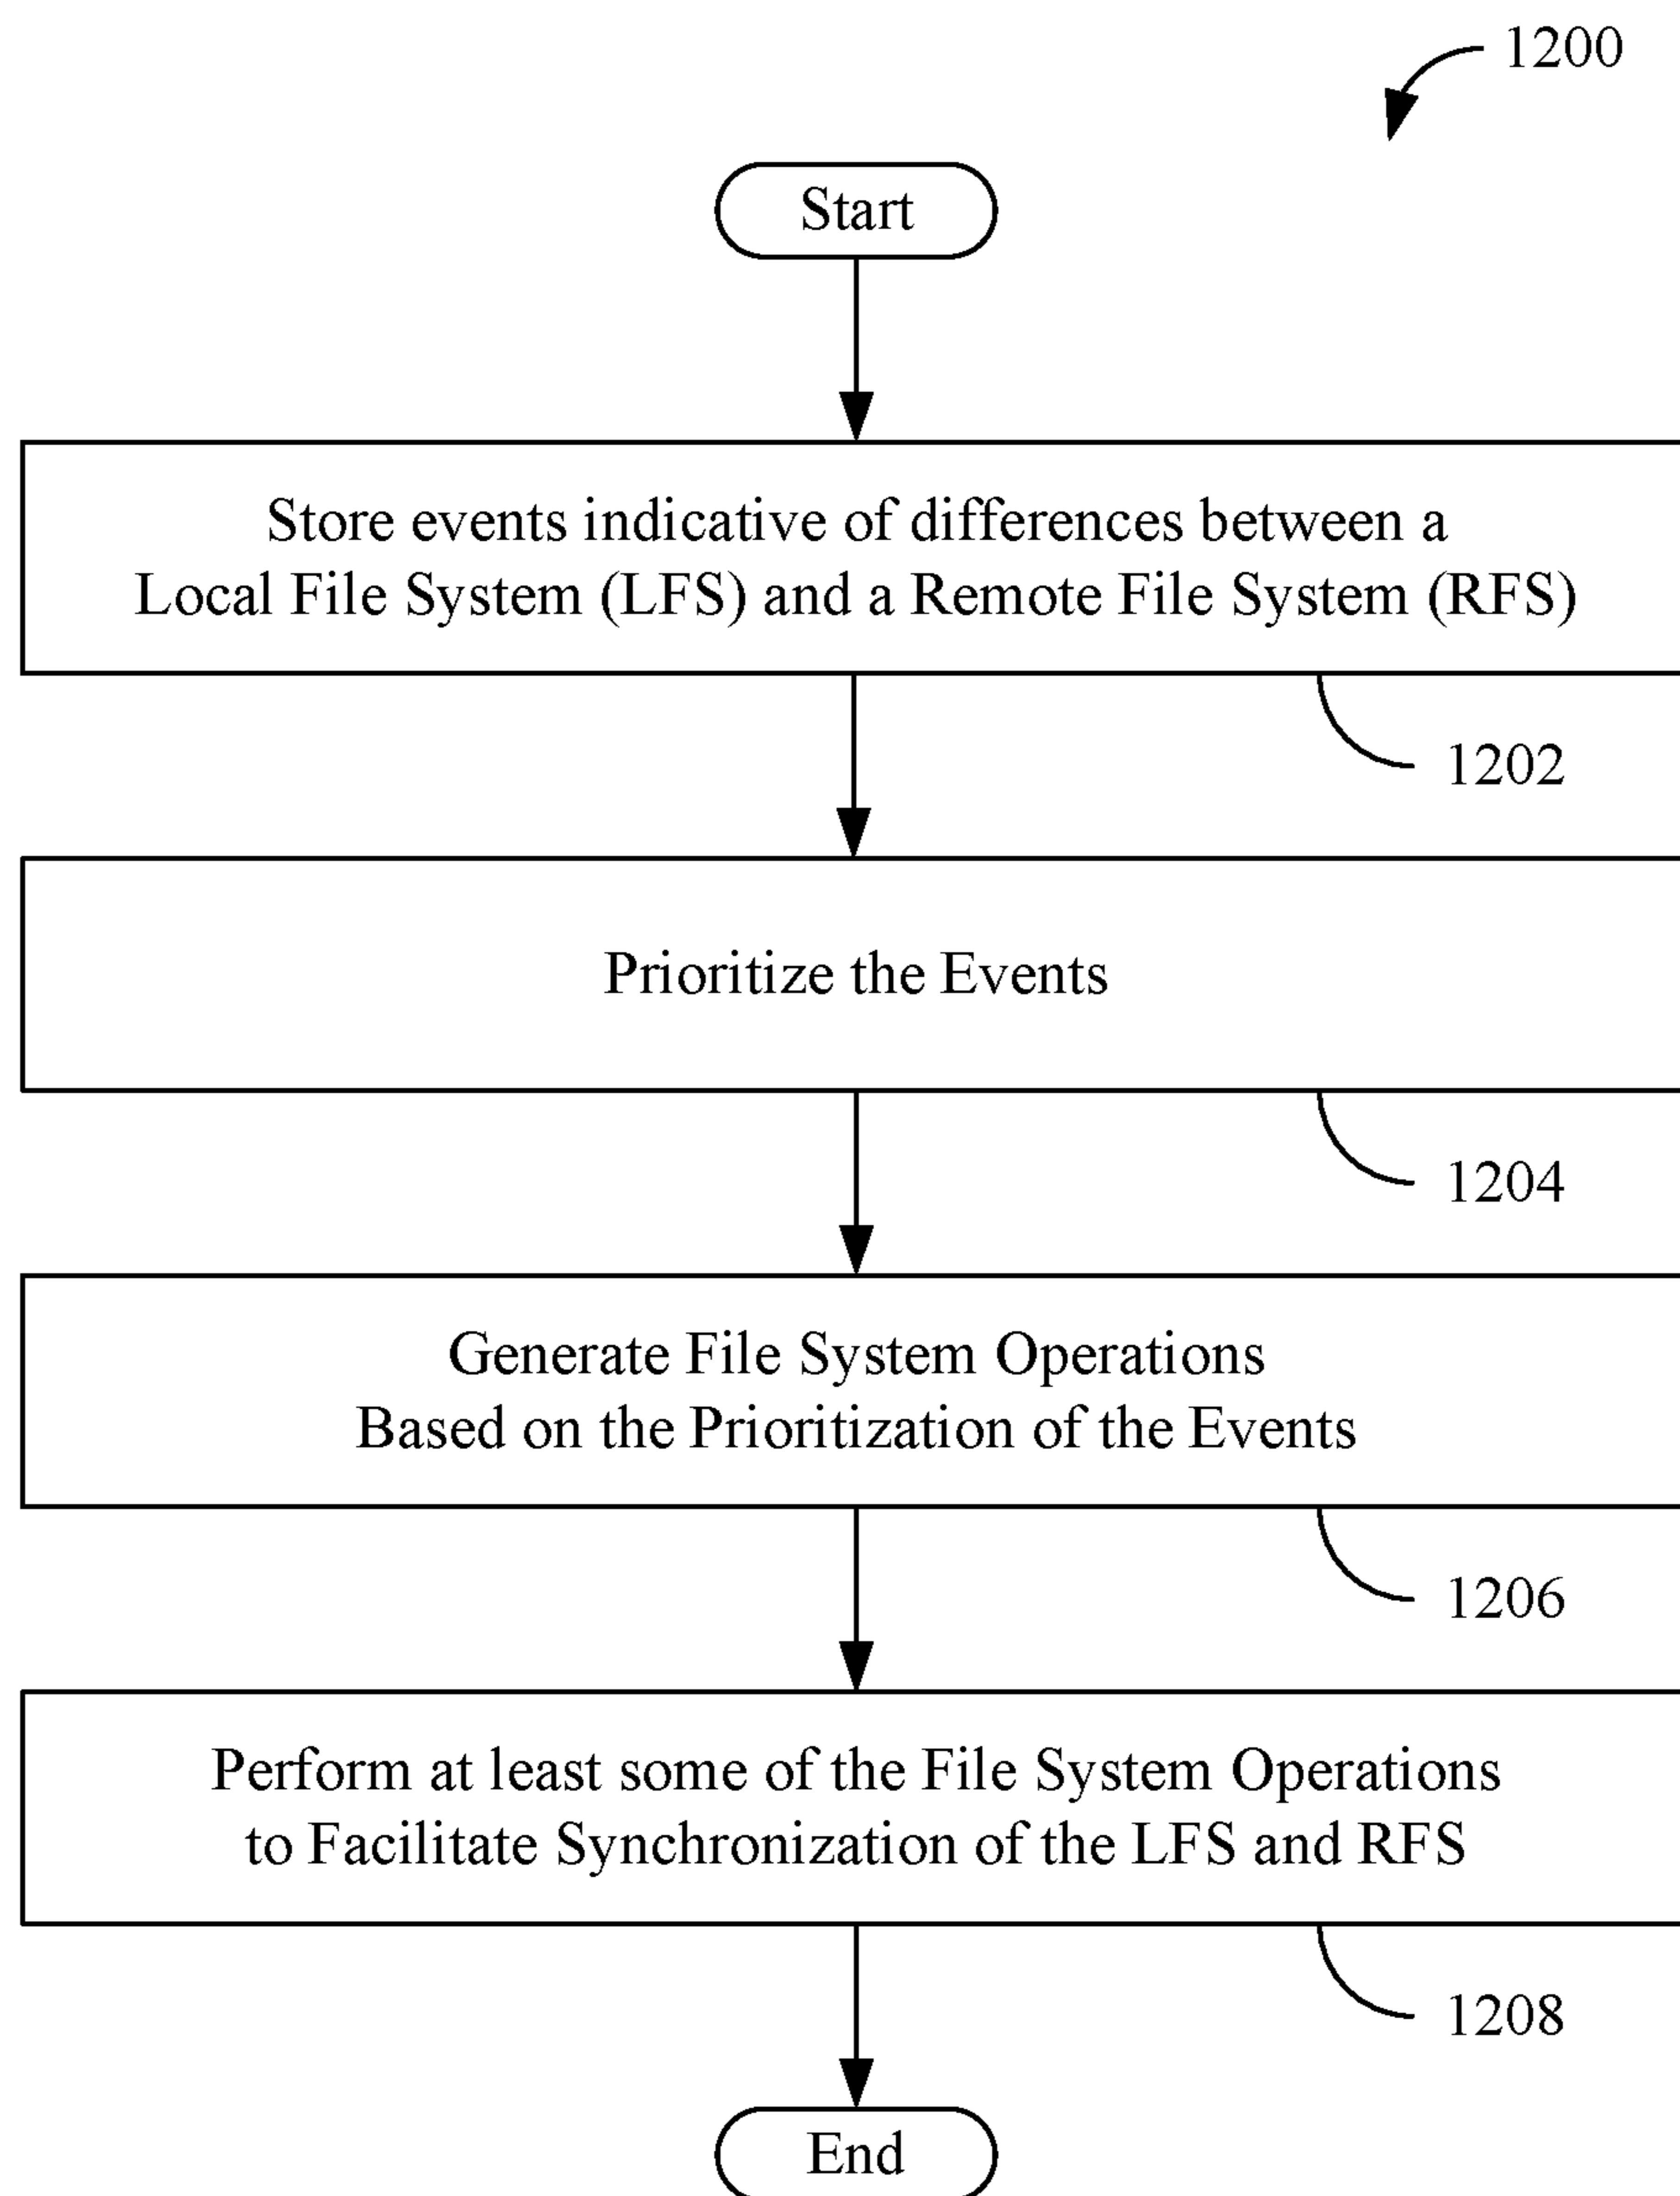 1200
Start
Store events indicative of differences between a
Local File System (LFS) and a Remote File System (RFS)
1202
Prioritize the Events
1204
Generate File System Operations
Based on the Prioritization of the Events
1206
Perform at least some of the File System Operations
to Facilitate Synchronization of the LFS and RFS
1208
End